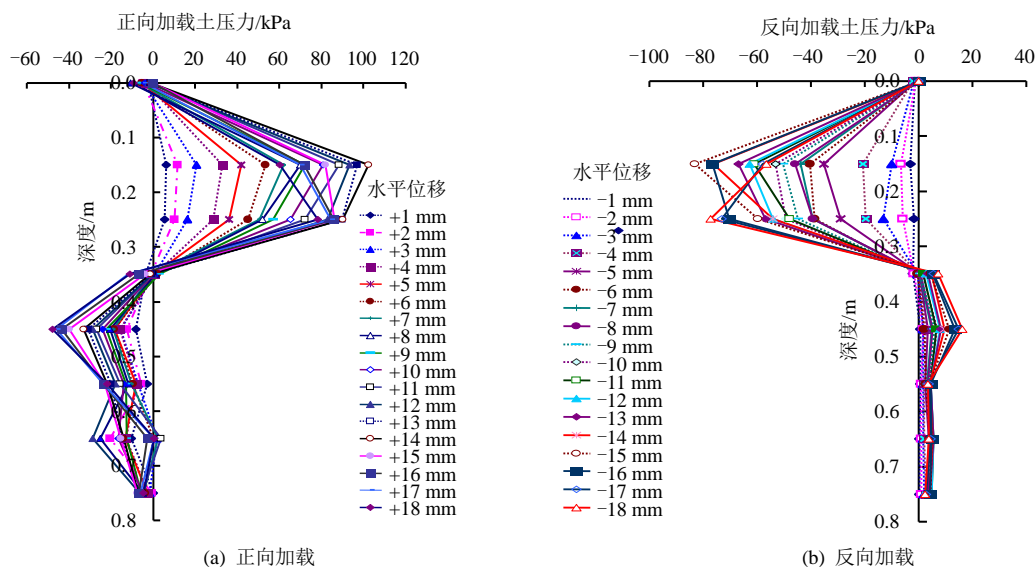 正向加载土压力/kPa
−60 −40 −20 0 20 40 60 80 100 120
0.0
0.1
0.2
0.3
0.4
0.5
0.6
0.7
0.8
深度/m
水平位移
+1 mm
+2 mm
+3 mm
+4 mm
+5 mm
+6 mm
+7 mm
+8 mm
+9 mm
+10 mm
+11 mm
+12 mm
+13 mm
+14 mm
+15 mm
+16 mm
+17 mm
+18 mm
(a) 正向加载
反向加载土压力/kPa
−100 −80 −60 −40 −20 0 20 40
0.0
0.1
0.2
0.3
0.4
0.5
0.6
0.7
0.8
深度/m
水平位移
−1 mm
−2 mm
−3 mm
−4 mm
−5 mm
−6 mm
−7 mm
−8 mm
−9 mm
−10 mm
−11 mm
−12 mm
−13 mm
−14 mm
−15 mm
−16 mm
−17 mm
−18 mm
(b) 反向加载